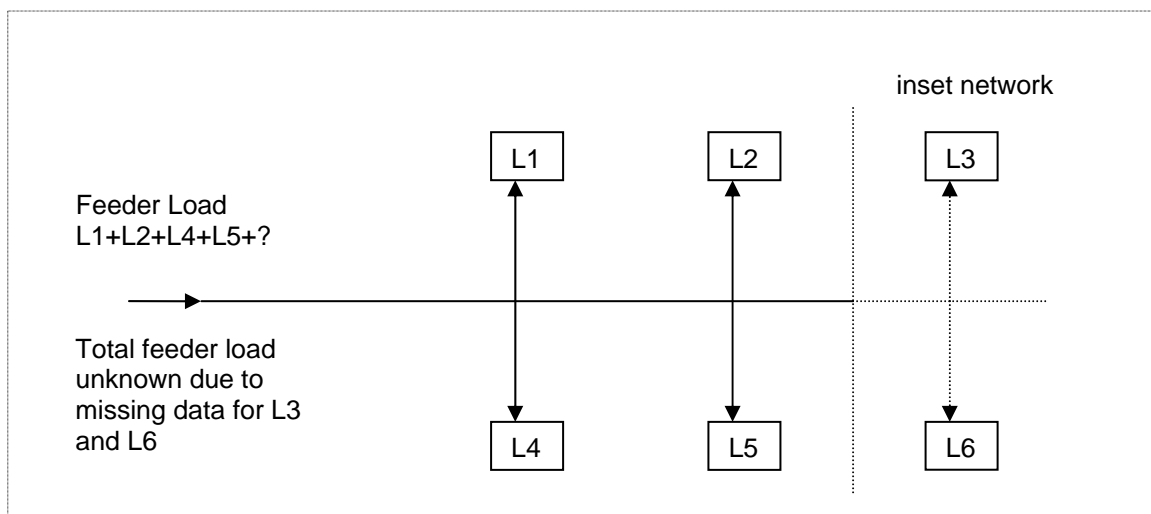 inset network
L1
L2
L3
Feeder Load
L1+L2+L4+L5+?
Total feeder load
unknown due to
missing data for L3
and L6
L4
L5
L6